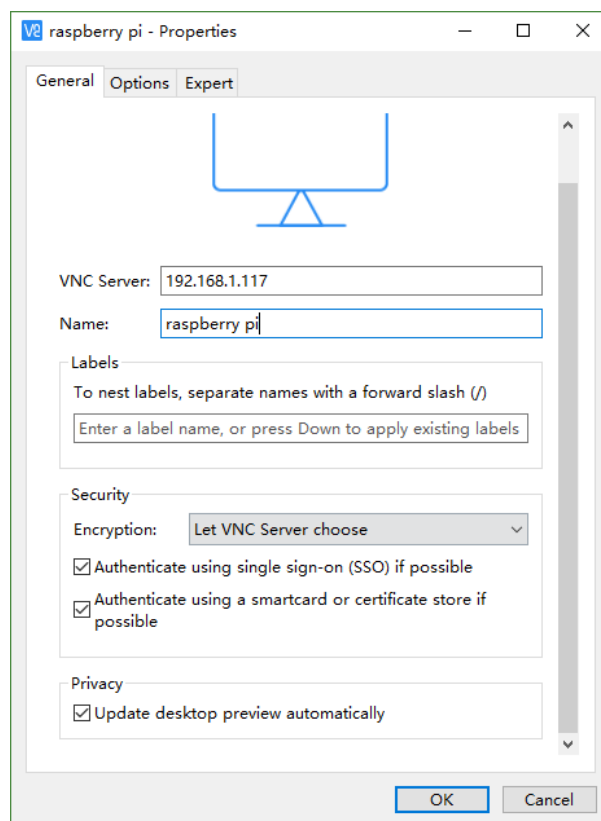 V2 raspberry pi - Properties
General Options Expert
VNC Server: 192.168.1.117
Name: raspberry pi
Labels
To nest labels, separate names with a forward slash (/)
Enter a label name, or press Down to apply existing labels
Security
Encryption: Let VNC Server choose
Authenticate using single sign-on (SSO) if possible
Authenticate using a smartcard or certificate store if
possible
Privacy
Update desktop preview automatically
OK Cancel